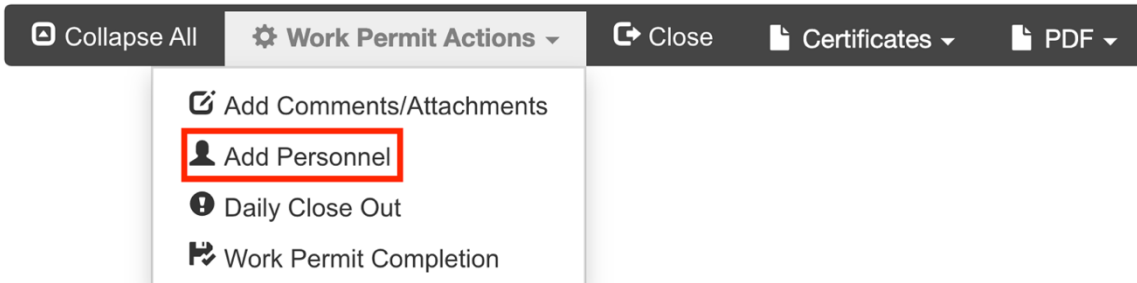 Collapse All Work Permit Actions Close Certificates PDF
Add Comments/Attachments
Add Personnel
Daily Close Out
Work Permit Completion